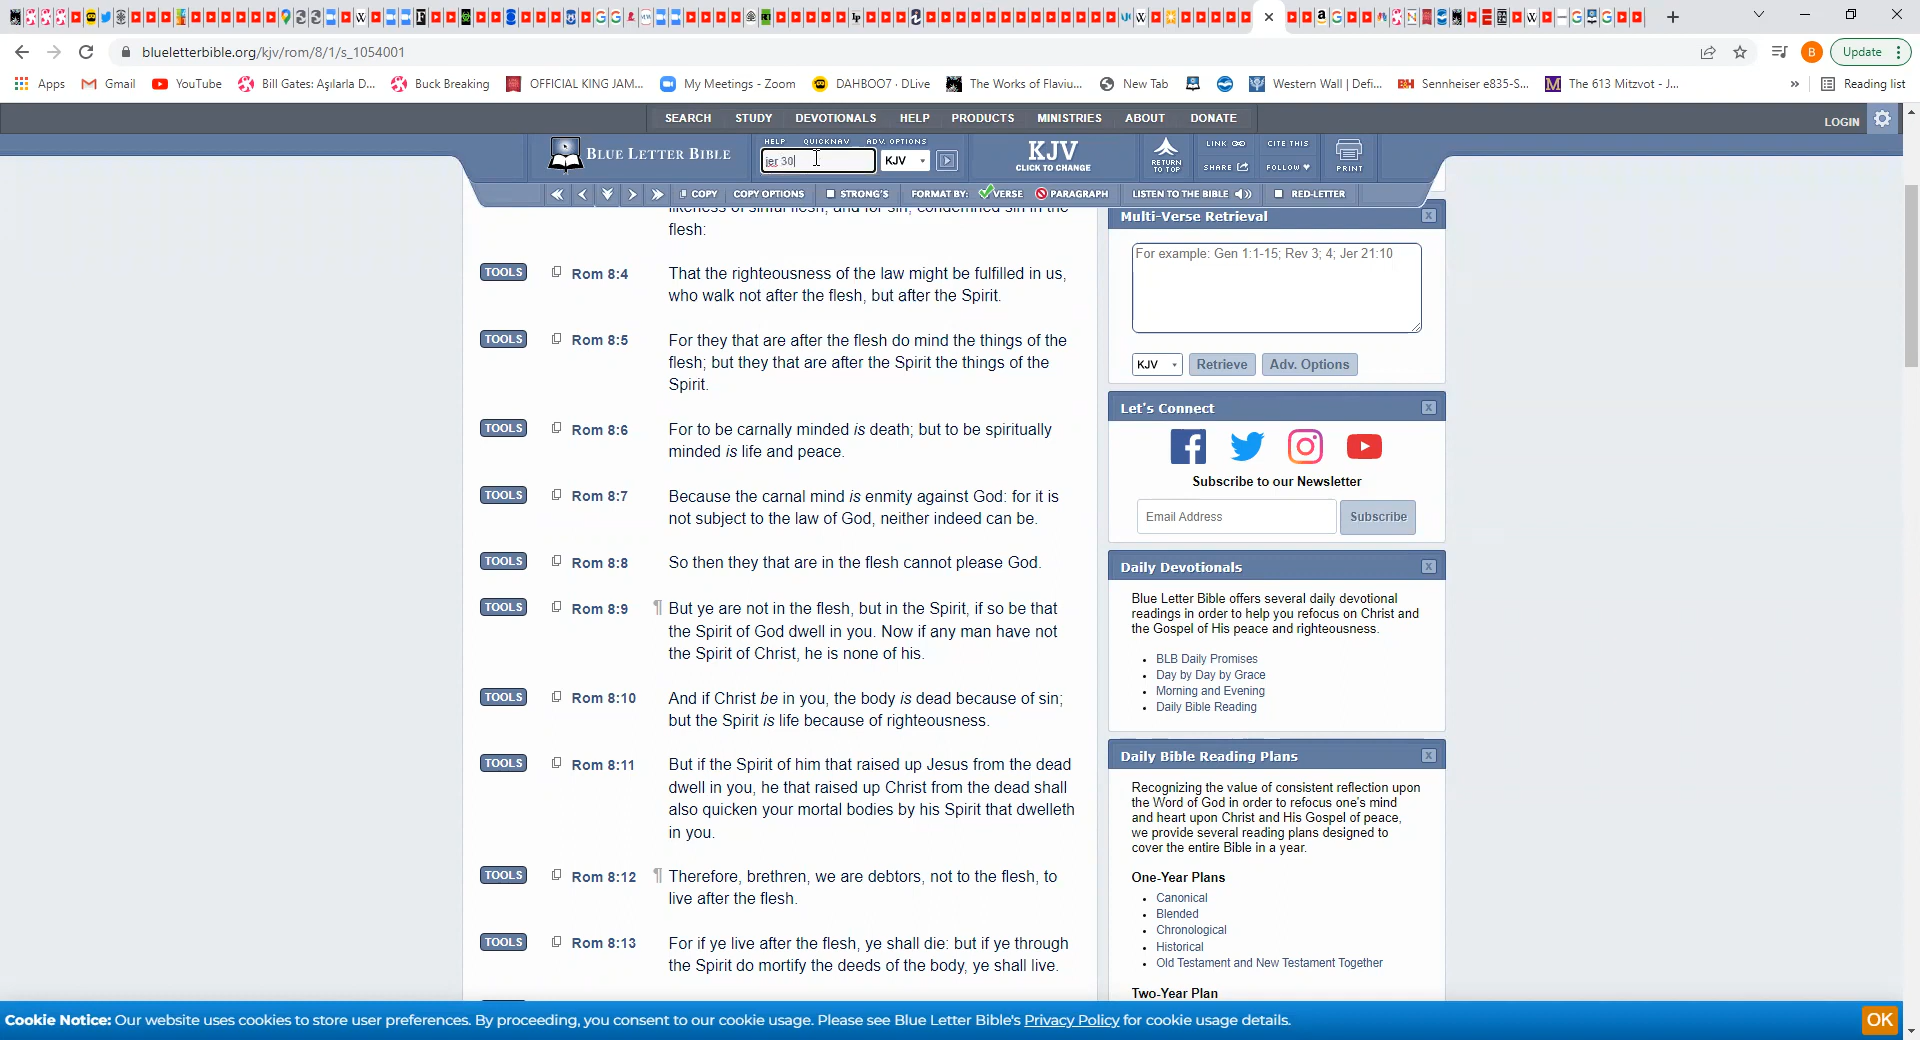 blueletterbible.org/kjv/rom/8/1/s_1054001
B
Update
Apps
Gmail
YouTube
Bill Gates: Aşılarla D...
Buck Breaking
OFFICIAL KING JAM...
My Meetings - Zoom
DAHBOO7 · DLive
The Works of Flaviu...
New Tab
Western Wall | Defi...
Sennheiser e835-S...
The 613 Mitzvot - J...
»
Reading list
SEARCH STUDY DEVOTIONALS HELP PRODUCTS MINISTRIES ABOUT DONATE
LOGIN
BLUE LETTER BIBLE
HELP QUICKNAV ADV. OPTIONS
jer 30
KJV
KJV
CLICK TO CHANGE
RETURN
TO TOP
LINK
SHARE
CITE THIS
FOLLOW
PRINT
COPY COPY OPTIONS STRONG'S FORMAT BY: VERSE PARAGRAPH LISTEN TO THE BIBLE RED-LETTER
likeness of sinful flesh, and for sin, condemned sin in the
flesh:
TOOLS Rom 8:4 That the righteousness of the law might be fulfilled in us,
who walk not after the flesh, but after the Spirit.
TOOLS Rom 8:5 For they that are after the flesh do mind the things of the
flesh; but they that are after the Spirit the things of the
Spirit.
TOOLS Rom 8:6 For to be carnally minded is death; but to be spiritually
minded is life and peace.
TOOLS Rom 8:7 Because the carnal mind is enmity against God: for it is
not subject to the law of God, neither indeed can be.
TOOLS Rom 8:8 So then they that are in the flesh cannot please God.
TOOLS Rom 8:9 ¶ But ye are not in the flesh, but in the Spirit, if so be that
the Spirit of God dwell in you. Now if any man have not
the Spirit of Christ, he is none of his.
TOOLS Rom 8:10 And if Christ be in you, the body is dead because of sin;
but the Spirit is life because of righteousness.
TOOLS Rom 8:11 But if the Spirit of him that raised up Jesus from the dead
dwell in you, he that raised up Christ from the dead shall
also quicken your mortal bodies by his Spirit that dwelleth
in you.
TOOLS Rom 8:12 ¶ Therefore, brethren, we are debtors, not to the flesh, to
live after the flesh.
TOOLS Rom 8:13 For if ye live after the flesh, ye shall die: but if ye through
the Spirit do mortify the deeds of the body, ye shall live.
Multi-Verse Retrieval
X
For example: Gen 1:1-15; Rev 3; 4; Jer 21:10
KJV Retrieve Adv. Options
Let's Connect
X
Subscribe to our Newsletter
Email Address Subscribe
Daily Devotionals
X
Blue Letter Bible offers several daily devotional
readings in order to help you refocus on Christ and
the Gospel of His peace and righteousness.
• BLB Daily Promises
• Day by Day by Grace
• Morning and Evening
• Daily Bible Reading
Daily Bible Reading Plans
X
Recognizing the value of consistent reflection upon
the Word of God in order to refocus one's mind
and heart upon Christ and His Gospel of peace,
we provide several reading plans designed to
cover the entire Bible in a year.
One-Year Plans
• Canonical
• Blended
• Chronological
• Historical
• Old Testament and New Testament Together
Two-Year Plan
Cookie Notice: Our website uses cookies to store user preferences. By proceeding, you consent to our cookie usage. Please see Blue Letter Bible's Privacy Policy for cookie usage details.
OK